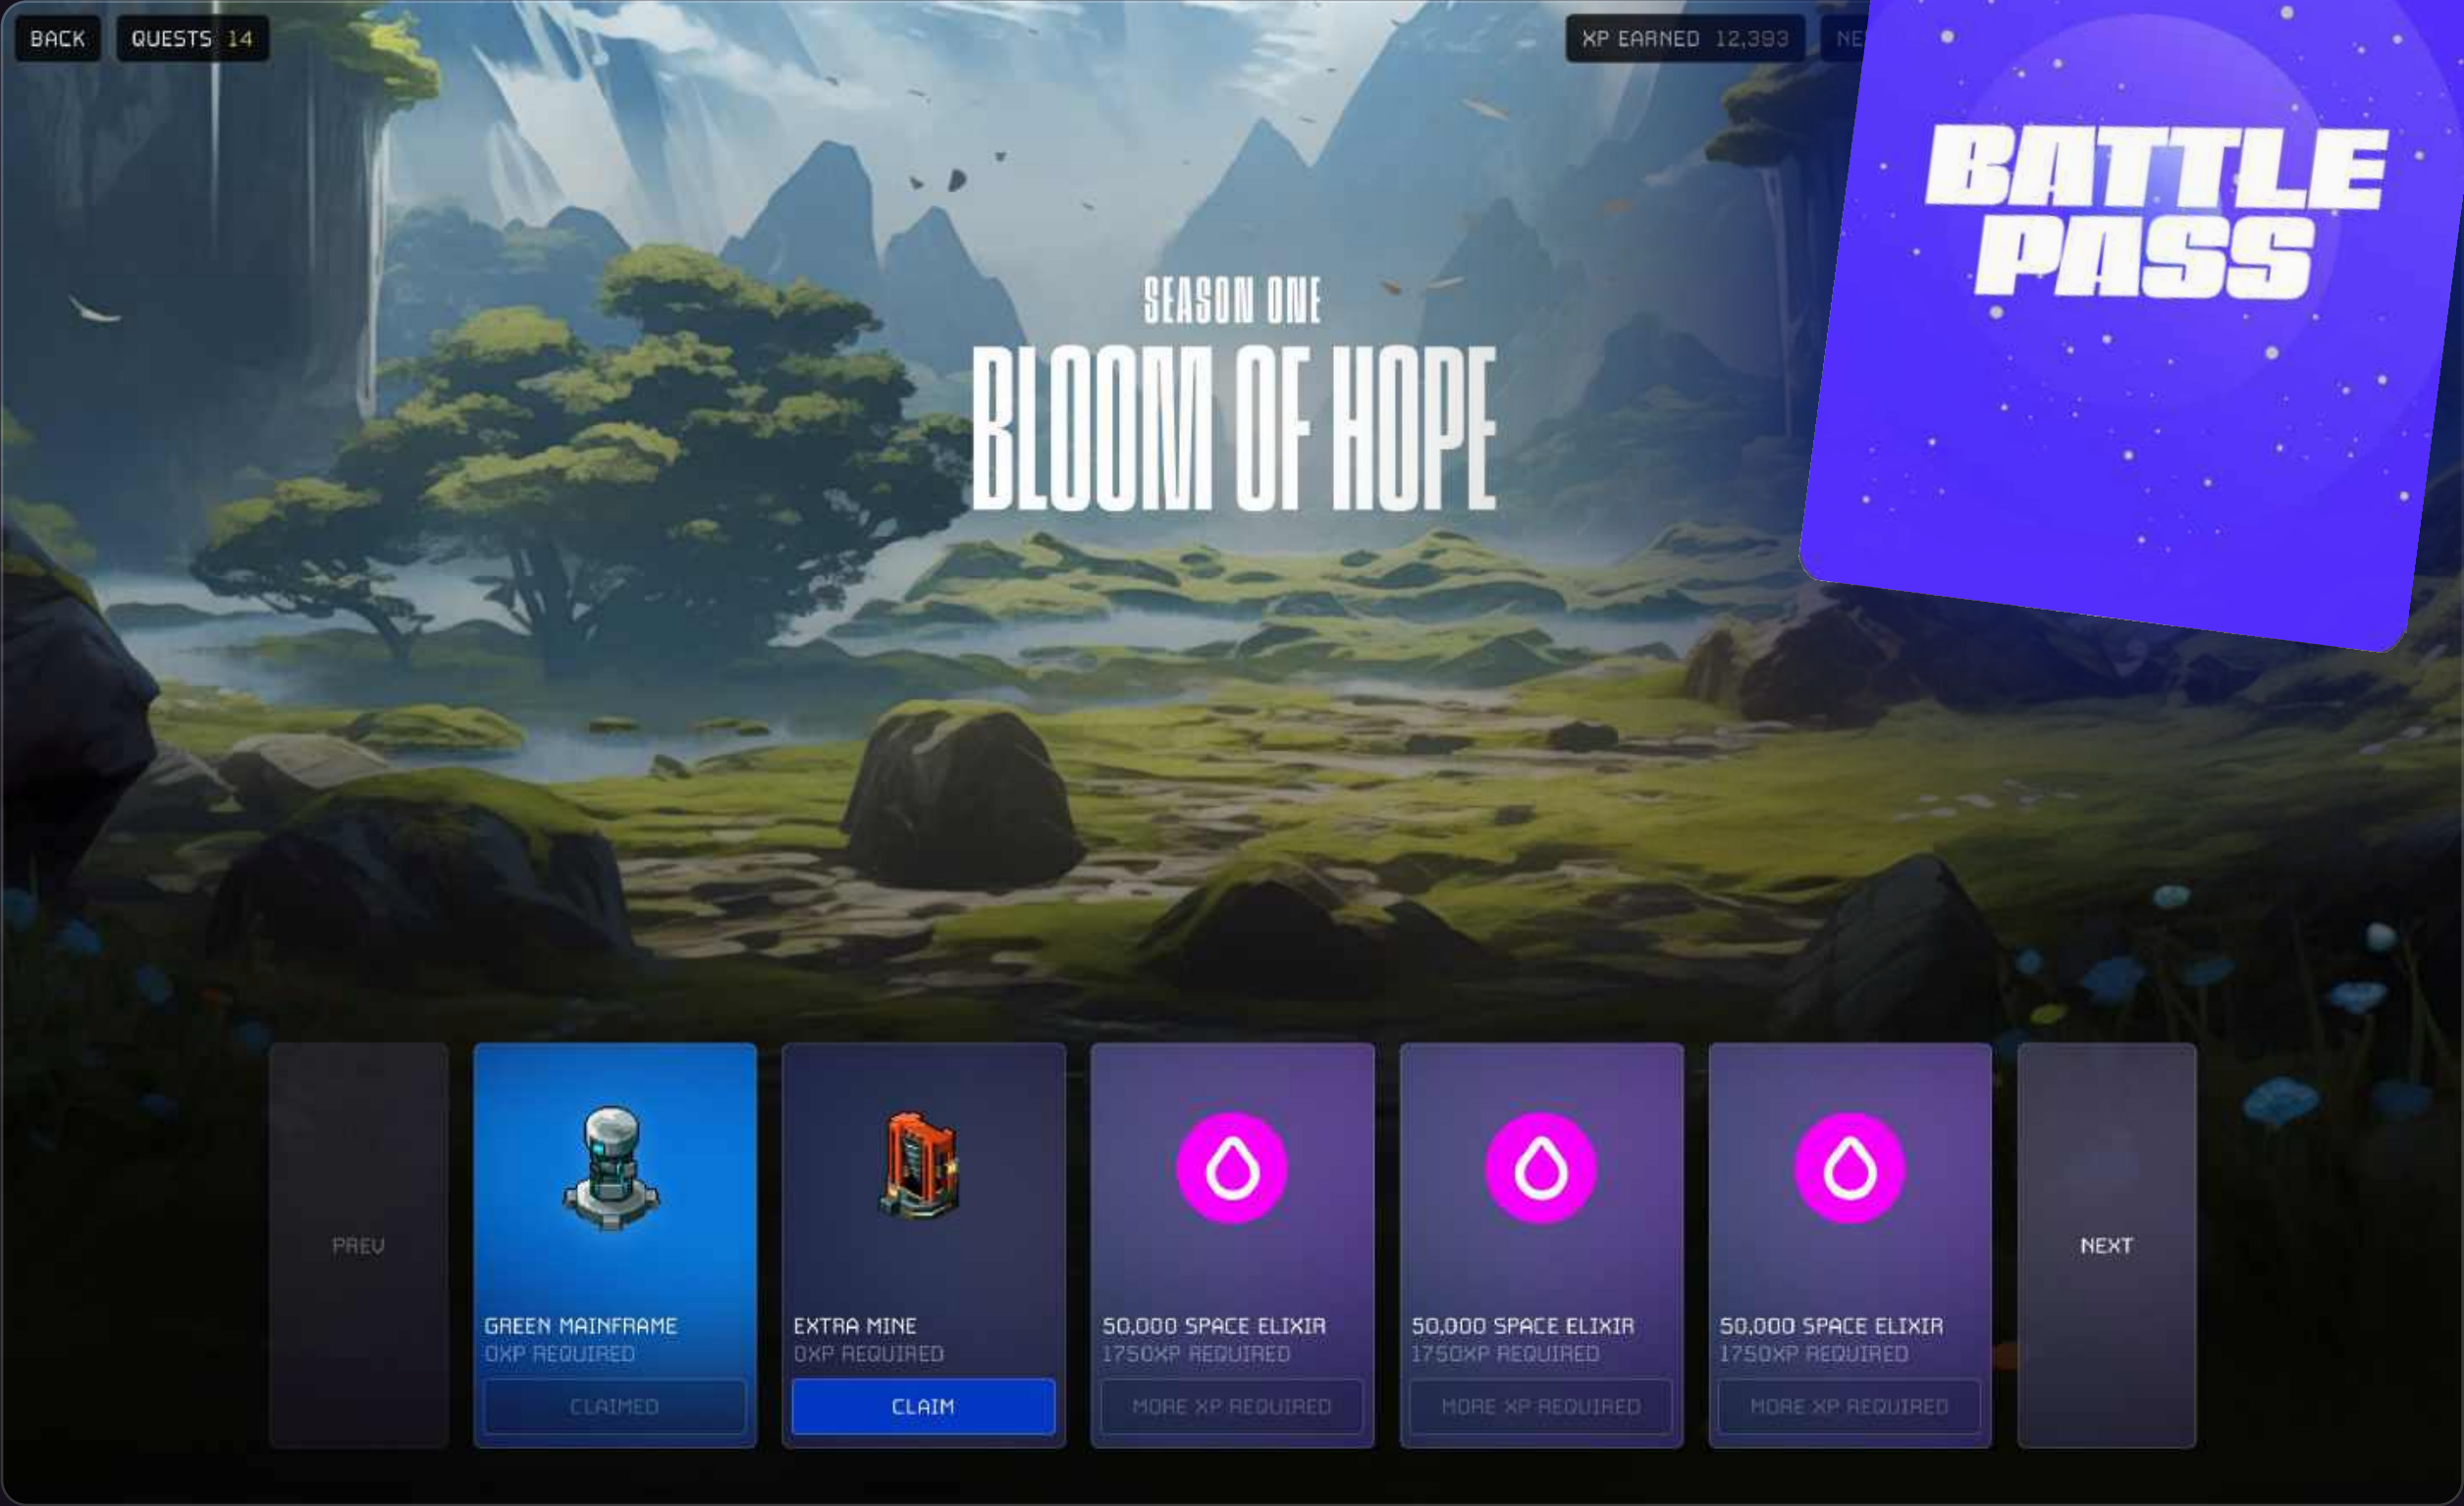 BACK
QUESTS 14
XP EARNED 12,393
BATTLE
PASS
SEASON ONE
BLOOM OF HOPE
PREV
GREEN MAINFRAME
0XP REQUIRED
CLAIMED
EXTRA MINE
0XP REQUIRED
CLAIM
50,000 SPACE ELIXIR
1750XP REQUIRED
MORE XP REQUIRED
50,000 SPACE ELIXIR
1750XP REQUIRED
MORE XP REQUIRED
50,000 SPACE ELIXIR
1750XP REQUIRED
MORE XP REQUIRED
NEXT